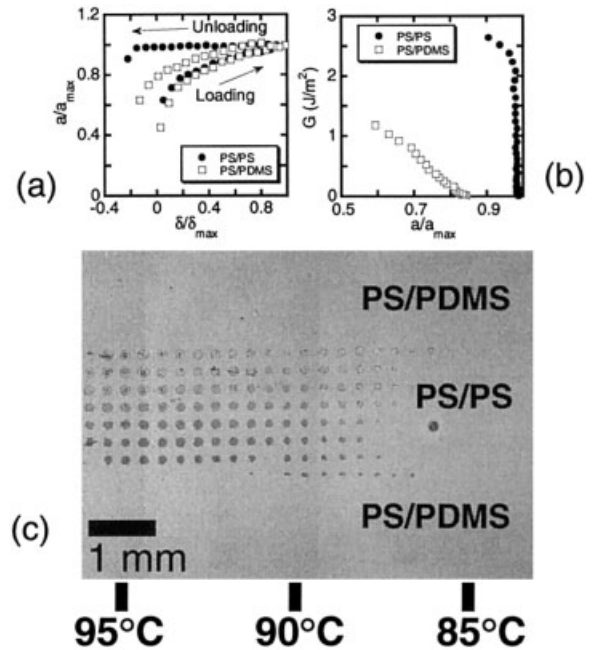 Unloading
Loading
PS/PS
PS/PDMS
a/a_max
1.2
0.8
0.4
0
-0.4 0 0.4 0.8
δ/δ_max
(a)
PS/PS
PS/PDMS
G (J/m²)
3
2
1
0
0.5 0.7 0.9
a/a_max
(b)
PS/PDMS
PS/PS
PS/PDMS
(c)
1 mm
95°C 90°C 85°C